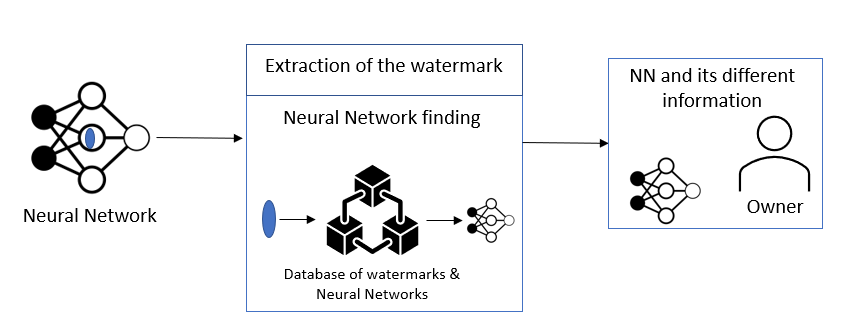 Neural Network
Extraction of the watermark
Neural Network finding
Database of watermarks &
Neural Networks
NN and its different
information
Owner